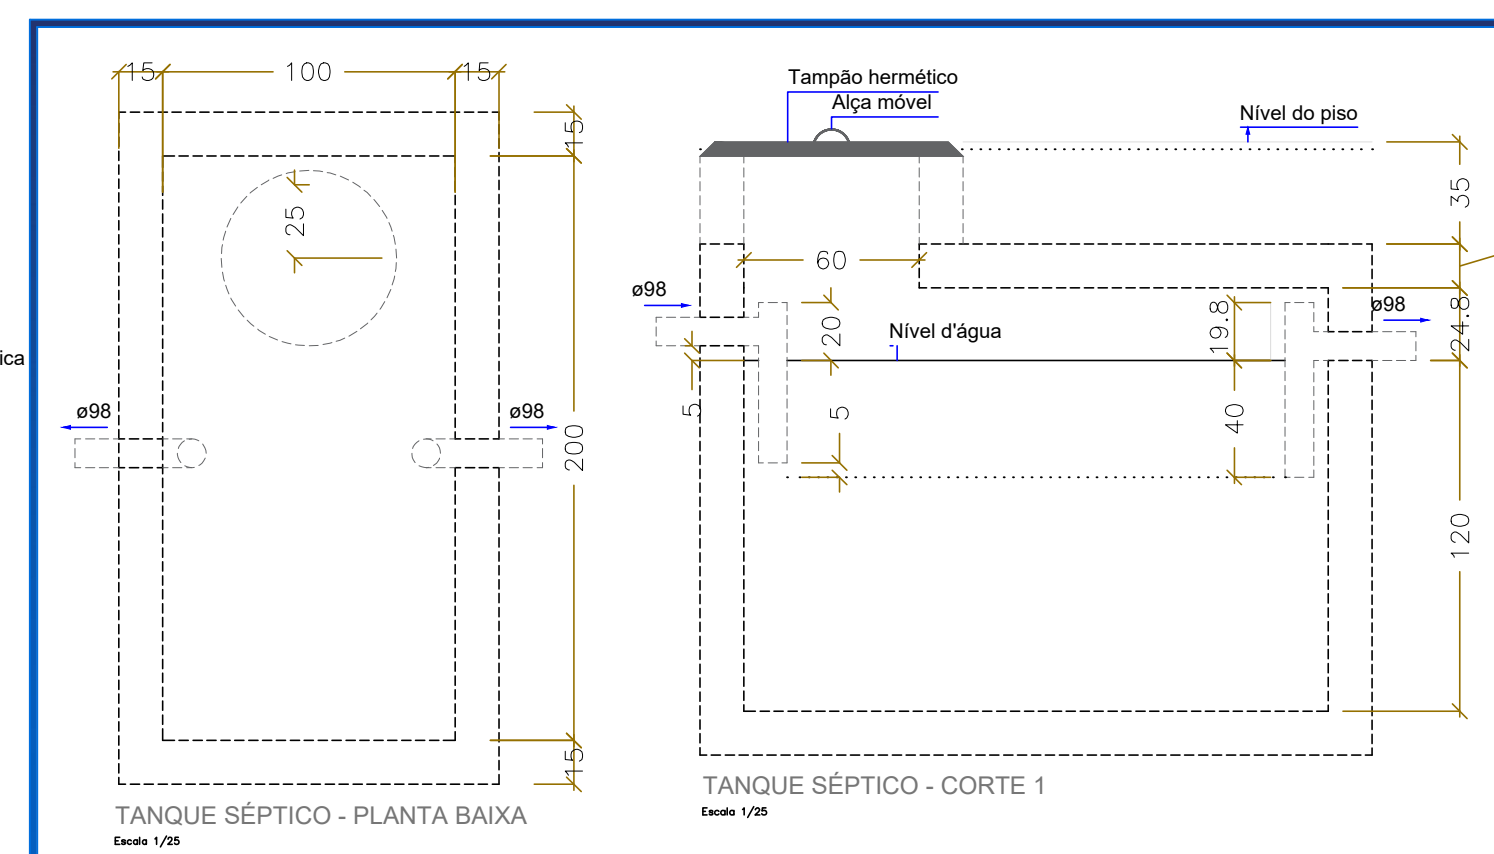 15
100
15
15
25
ica
ø98
ø98
200
15
TANQUE SÉPTICO - PLANTA BAIXA
Escala 1/25
Tampão hermético
Alça móvel
Nível do piso
35
60
ø98
ø98
20
Nível d'água
19.8
24.8
5
5
40
120
TANQUE SÉPTICO - CORTE 1
Escala 1/25